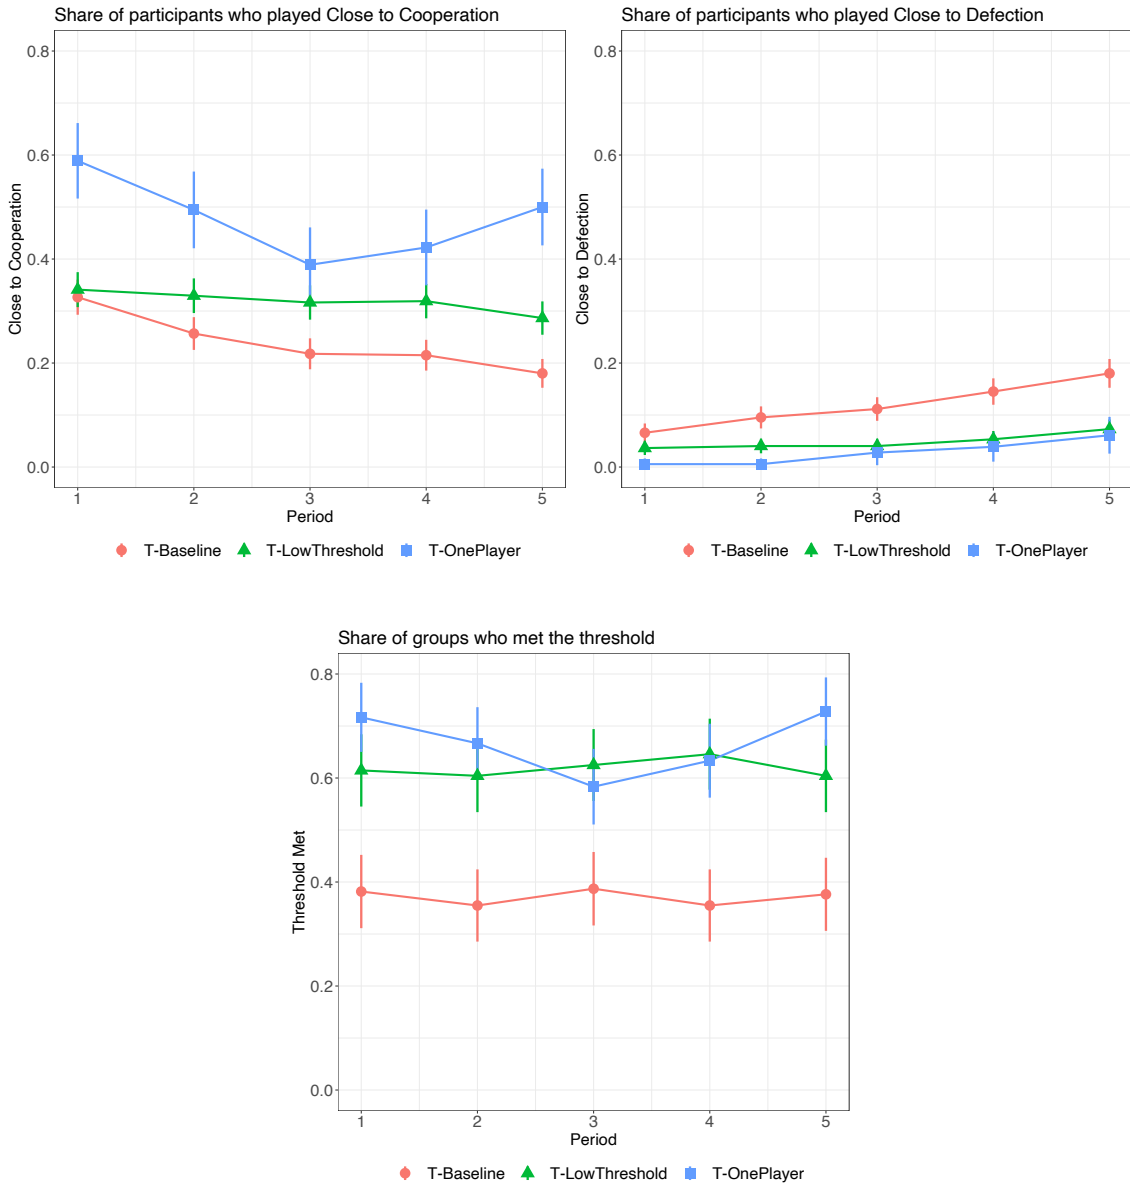 Share of participants who played Close to Cooperation
0.8
0.6
0.4
0.2
0.0
Close to Cooperation
1 2 3 4 5
Period
T-Baseline T-LowThreshold T-OnePlayer
Share of participants who played Close to Defection
0.8
0.6
0.4
0.2
0.0
Close to Defection
1 2 3 4 5
Period
T-Baseline T-LowThreshold T-OnePlayer
Share of groups who met the threshold
0.8
0.6
0.4
0.2
0.0
Threshold Met
1 2 3 4 5
Period
T-Baseline T-LowThreshold T-OnePlayer